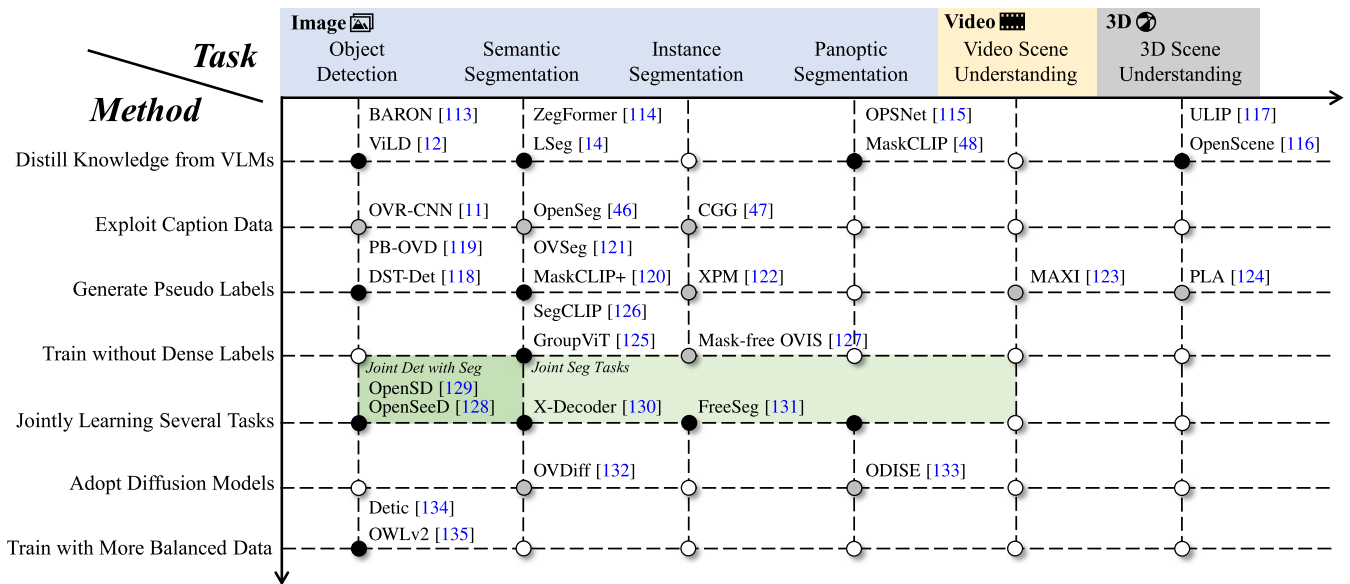 Image
Video
3D
Task
Object
Detection
Semantic
Segmentation
Instance
Segmentation
Panoptic
Segmentation
Video Scene
Understanding
3D Scene
Understanding
Method
BARON [113]
ZegFormer [114]
OPSNet [115]
ULIP [117]
ViLD [12]
LSeg [14]
MaskCLIP [48]
OpenScene [116]
Distill Knowledge from VLMs
OVR-CNN [11]
OpenSeg [46]
CGG [47]
Exploit Caption Data
PB-OVD [119]
OVSeg [121]
DST-Det [118]
MaskCLIP+ [120]
XPM [122]
MAXI [123]
PLA [124]
Generate Pseudo Labels
SegCLIP [126]
GroupViT [125]
Mask-free OVIS [127]
Train without Dense Labels
Joint Det with Seg
Joint Seg Tasks
OpenSD [129]
OpenSeeD [128]
X-Decoder [130]
FreeSeg [131]
Jointly Learning Several Tasks
OVDiff [132]
ODISE [133]
Adopt Diffusion Models
Detic [134]
OWLv2 [135]
Train with More Balanced Data